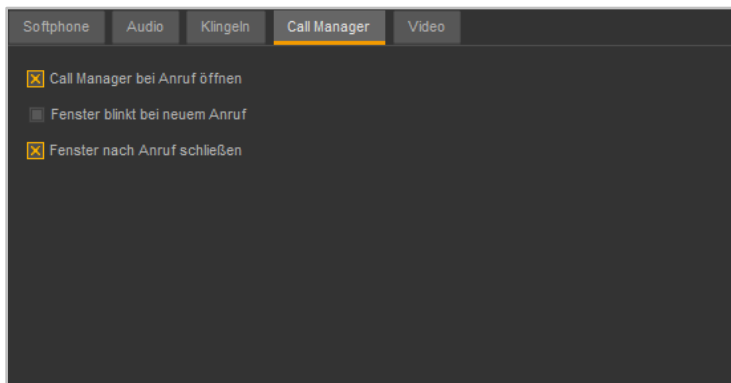 Softphone Audio Klingeln Call Manager Video
Call Manager bei Anruf öffnen
Fenster blinkt bei neuem Anruf
Fenster nach Anruf schließen